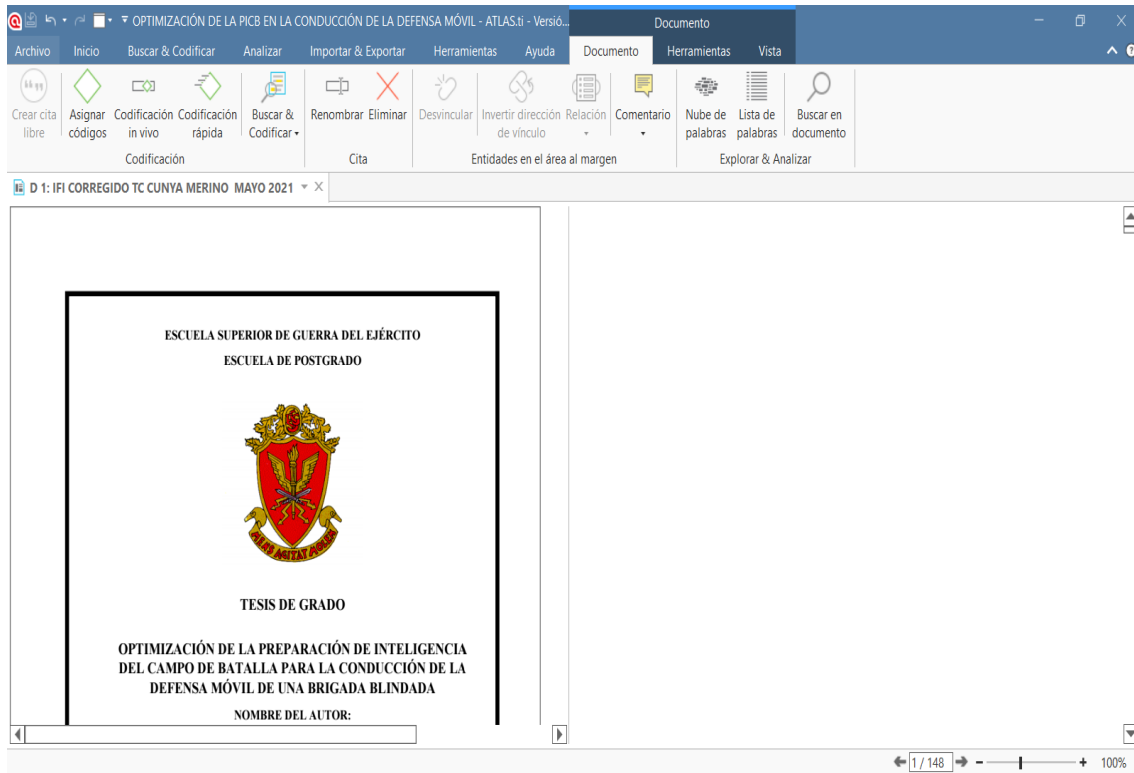 OPTIMIZACIÓN DE LA PICB EN LA CONDUCCIÓN DE LA DEFENSA MÓVIL - ATLAS.ti - Versió...
Documento
Archivo Inicio Buscar & Codificar Analizar Importar & Exportar Herramientas Ayuda Documento Herramientas Vista
Crear cita libre
Asignar códigos
Codificación in vivo
Codificación rápida
Buscar & Codificar
Renombrar
Eliminar
Desvincular
Invertir dirección de vínculo
Relación
Comentario
Nube de palabras
Lista de palabras
Buscar en documento
Codificación
Cita
Entidades en el área al margen
Explorar & Analizar
D 1: IFI CORREGIDO TC CUNYA MERINO MAYO 2021
ESCUELA SUPERIOR DE GUERRA DEL EJÉRCITO
ESCUELA DE POSTGRADO
MENS AGITAT MOLEM
TESIS DE GRADO
OPTIMIZACIÓN DE LA PREPARACIÓN DE INTELIGENCIA
DEL CAMPO DE BATALLA PARA LA CONDUCCIÓN DE LA
DEFENSA MÓVIL DE UNA BRIGADA BLINDADA
NOMBRE DEL AUTOR:
1 / 148
100%